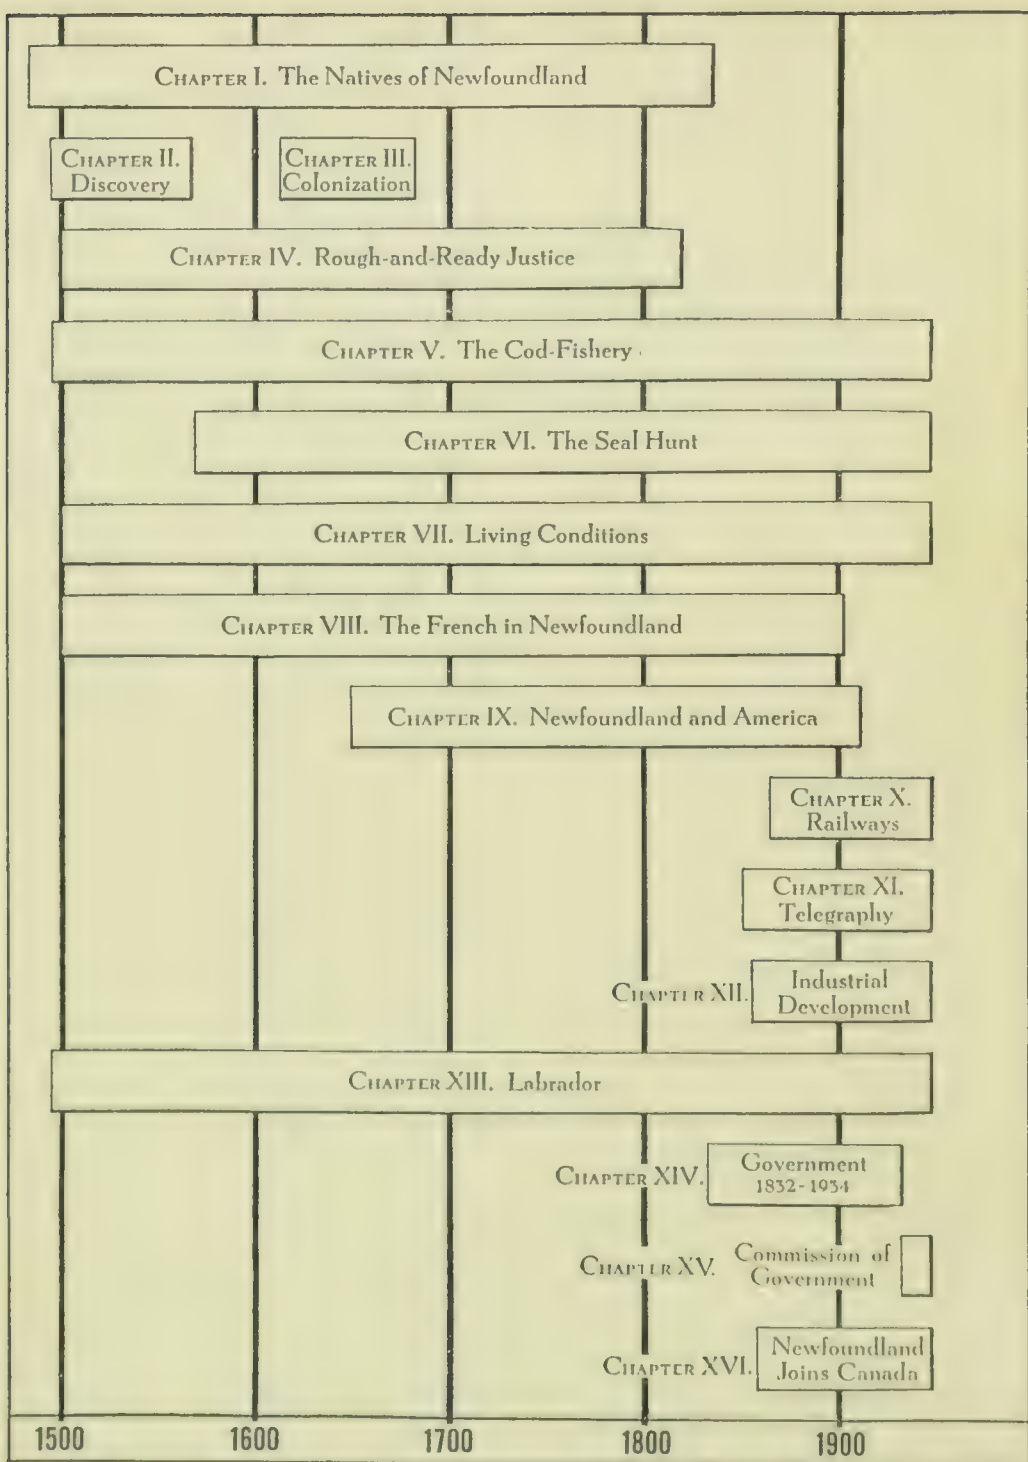 CHAPTER I. The Natives of Newfoundland
CHAPTER II.
Discovery
CHAPTER III.
Colonization
CHAPTER IV. Rough-and-Ready Justice
CHAPTER V. The Cod-Fishery
CHAPTER VI. The Seal Hunt
CHAPTER VII. Living Conditions
CHAPTER VIII. The French in Newfoundland
CHAPTER IX. Newfoundland and America
CHAPTER X.
Railways
CHAPTER XI.
Telegraphy
CHAPTER XII.
Industrial
Development
CHAPTER XIII. Labrador
CHAPTER XIV.
Government
1832-1934
CHAPTER XV.
Commission of
Government
CHAPTER XVI.
Newfoundland
Joins Canada
1500 1600 1700 1800 1900